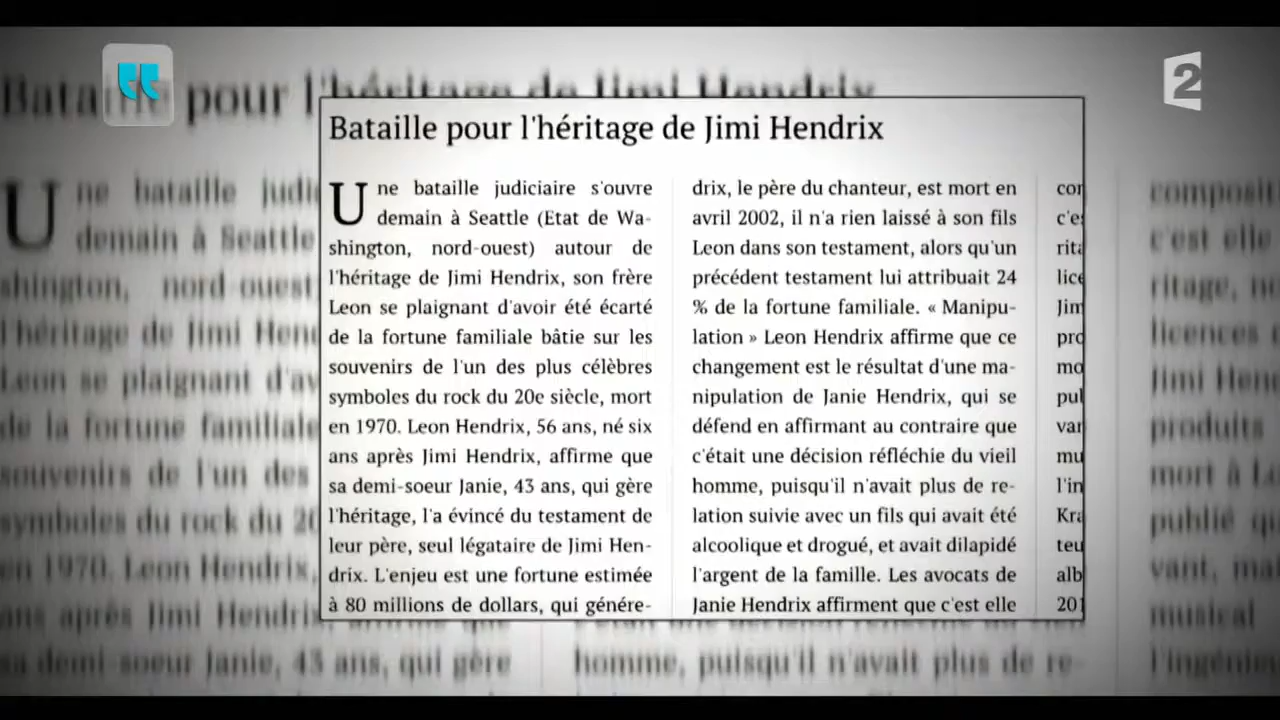 Bataille pour l'héritage de Jimi Hendrix
Une bataille judiciaire s'ouvre
demain à Seattle (Etat de Wa-
shington, nord-ouest) autour de
l'héritage de Jimi Hendrix, son frère
Leon se plaignant d'avoir été écarté
de la fortune familiale bâtie sur les
souvenirs de l'un des plus célèbres
symboles du rock du 20e siècle, mort
en 1970. Leon Hendrix, 56 ans, né six
ans après Jimi Hendrix, affirme que
sa demi-soeur Janie, 43 ans, qui gère
l'héritage, l'a évincé du testament de
leur père, seul légataire de Jimi Hen-
drix. L'enjeu est une fortune estimée
à 80 millions de dollars, qui génére-
drix, le père du chanteur, est mort en
avril 2002, il n'a rien laissé à son fils
Leon dans son testament, alors qu'un
précédent testament lui attribuait 24
% de la fortune familiale. « Manipu-
lation » Leon Hendrix affirme que ce
changement est le résultat d'une ma-
nipulation de Janie Hendrix, qui se
défend en affirmant au contraire que
c'était une décision réfléchie du vieil
homme, puisqu'il n'avait plus de re-
lation suivie avec un fils qui avait été
alcoolique et drogué, et avait dilapidé
l'argent de la famille. Les avocats de
Janie Hendrix affirment que c'est elle
2